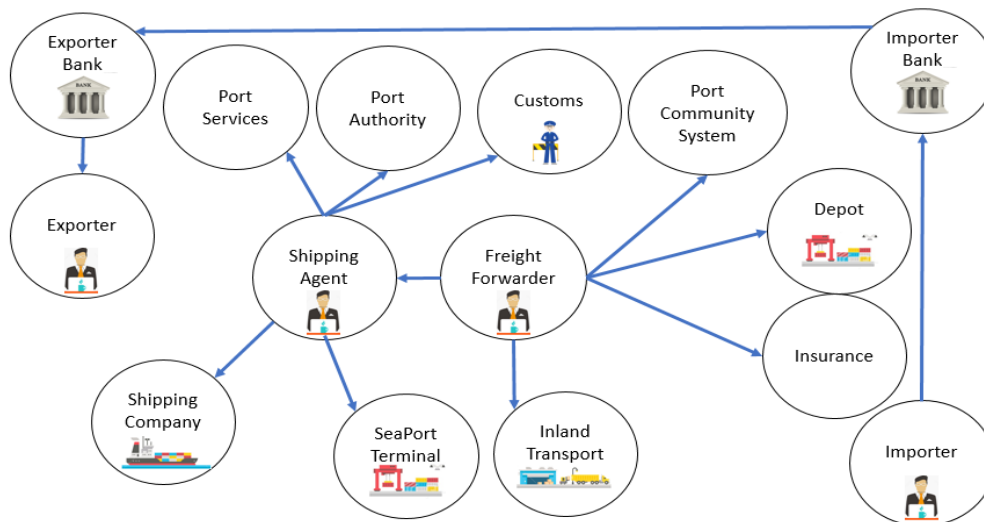 Exporter
Bank
BANK
Importer
Bank
BANK
Port
Services
Port
Authority
Customs
Port
Community
System
Exporter
Shipping
Agent
Freight
Forwarder
Depot
Insurance
Shipping
Company
SeaPort
Terminal
Inland
Transport
Importer